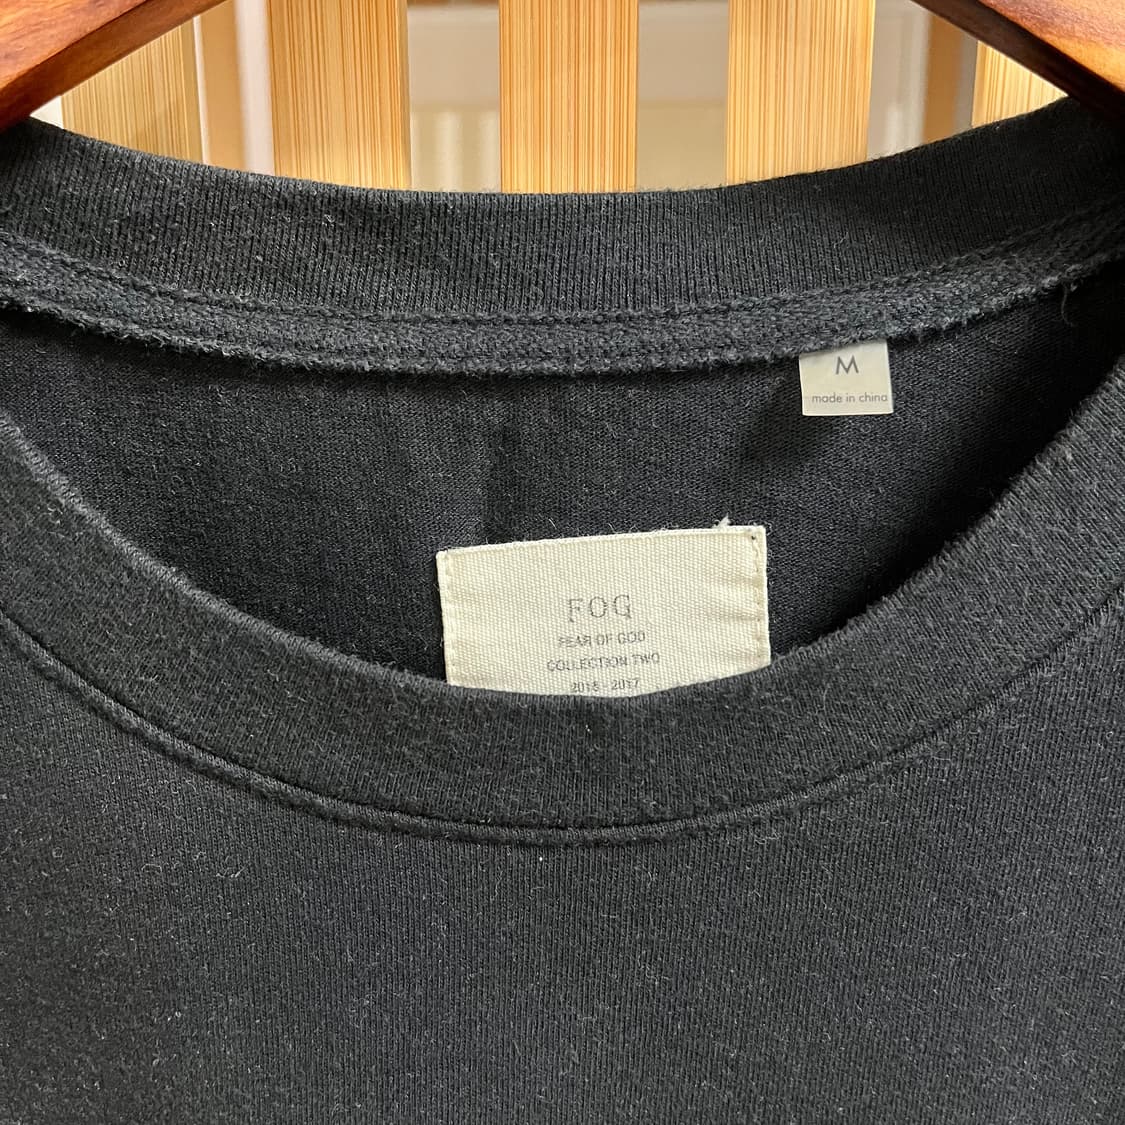 M
made in china
FOG
FEAR OF GOD
COLLECTION TWO
2016 - 2017